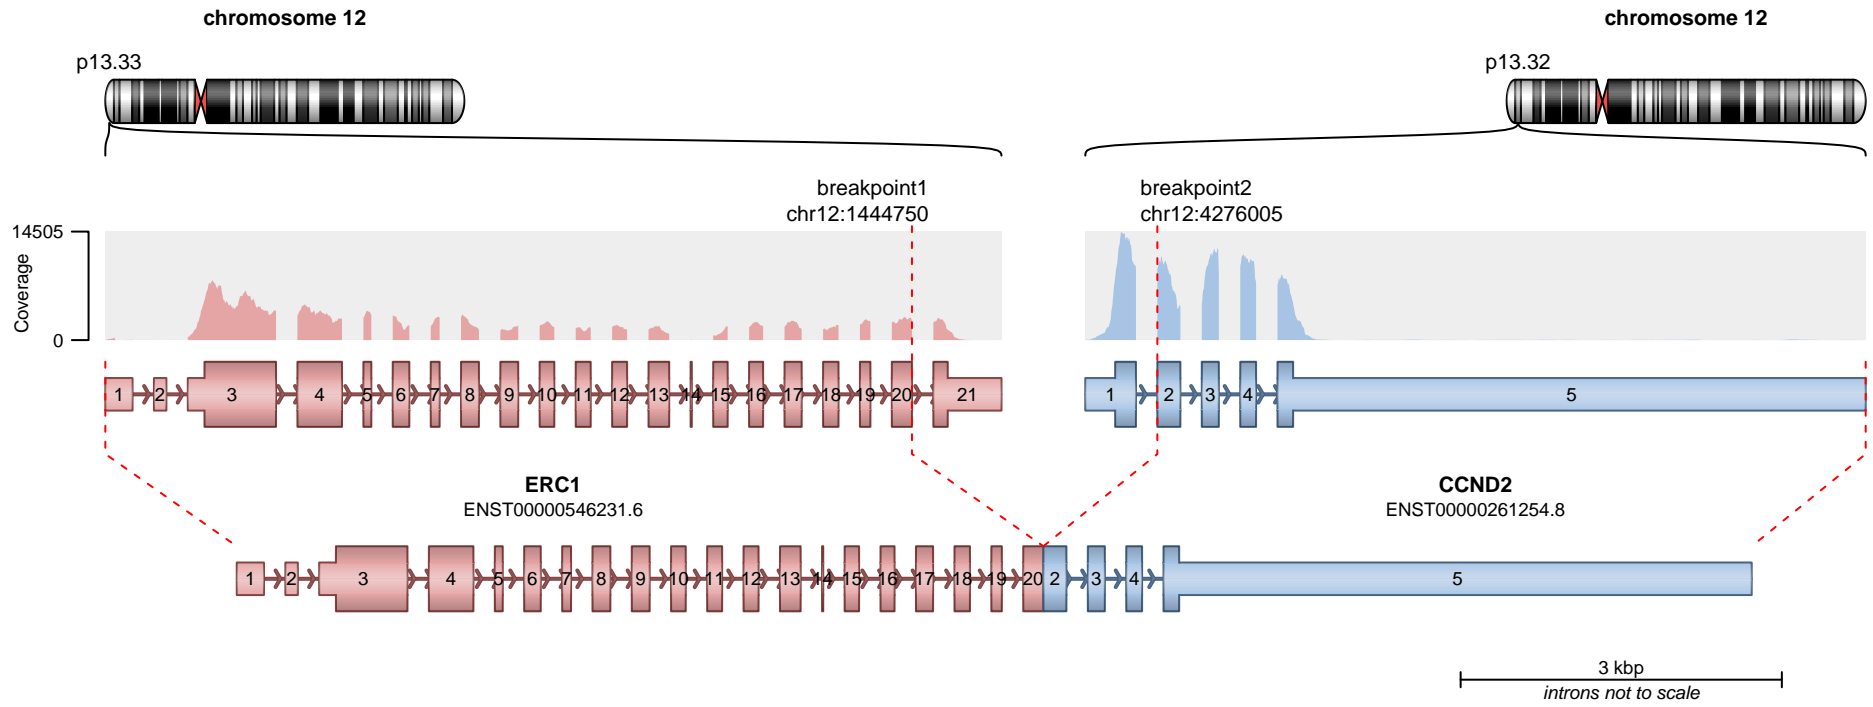 chromosome 12
chromosome 12
p13.33
p13.32
breakpoint1
chr12:1444750
breakpoint2
chr12:4276005
14505
Coverage
0
1 2 3 4 5 6 7 8 9 10 11 12 13 14 15 16 17 18 19 20 21
1 2 3 4 5
ERC1
ENST00000546231.6
CCND2
ENST00000261254.8
1 2 3 4 5 6 7 8 9 10 11 12 13 14 15 16 17 18 19 20 2 3 4 5
3 kbp
introns not to scale